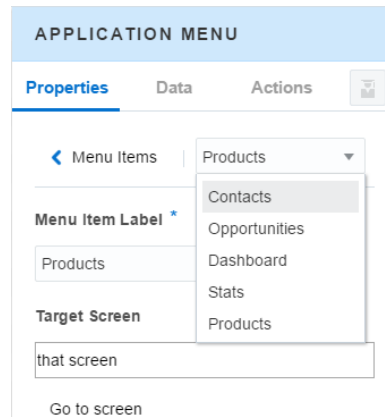 APPLICATION MENU
Properties Data Actions
Menu Items Products
Contacts
Opportunities
Dashboard
Stats
Products
Menu Item Label *
Products
Target Screen
that screen
Go to screen